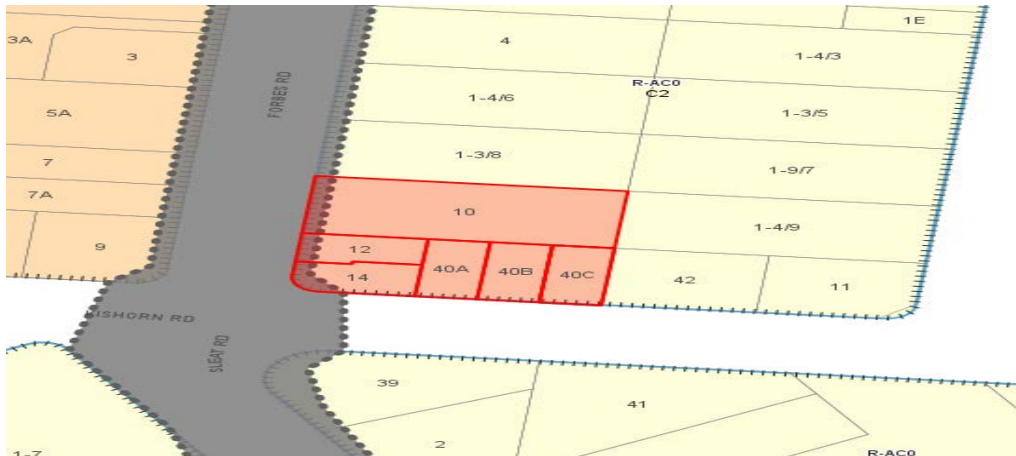 1E
3A
3
4
1-4/3
FORBES RD
R-AC0
C2
5A
1-4/6
1-3/5
7
1-3/8
1-9/7
7A
10
9
12
1-4/9
14
40A
40B
40C
42
11
KISHORN RD
SLEAT RD
39
41
2
1-7
R-AC0